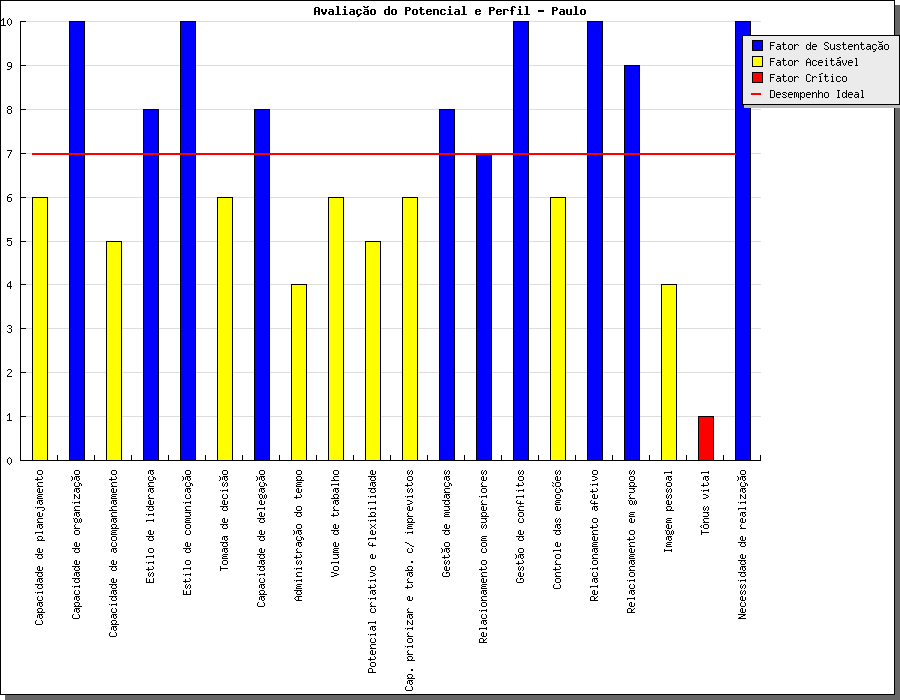 Avaliação do Potencial e Perfil - Paulo
Fator de Sustentação
Fator Aceitável
Fator Crítico
Desempenho Ideal
10
9
8
7
6
5
4
3
2
1
0
Capacidade de planejamento
Capacidade de organização
Capacidade de acompanhamento
Estilo de liderança
Estilo de comunicação
Tomada de decisão
Capacidade de delegação
Administração do tempo
Volume de trabalho
Potencial criativo e flexibilidade
Cap. priorizar e trab. c/ imprevistos
Gestão de mudanças
Relacionamento com superiores
Gestão de conflitos
Controle das emoções
Relacionamento afetivo
Relacionamento em grupos
Imagem pessoal
Tônus vital
Necessidade de realização